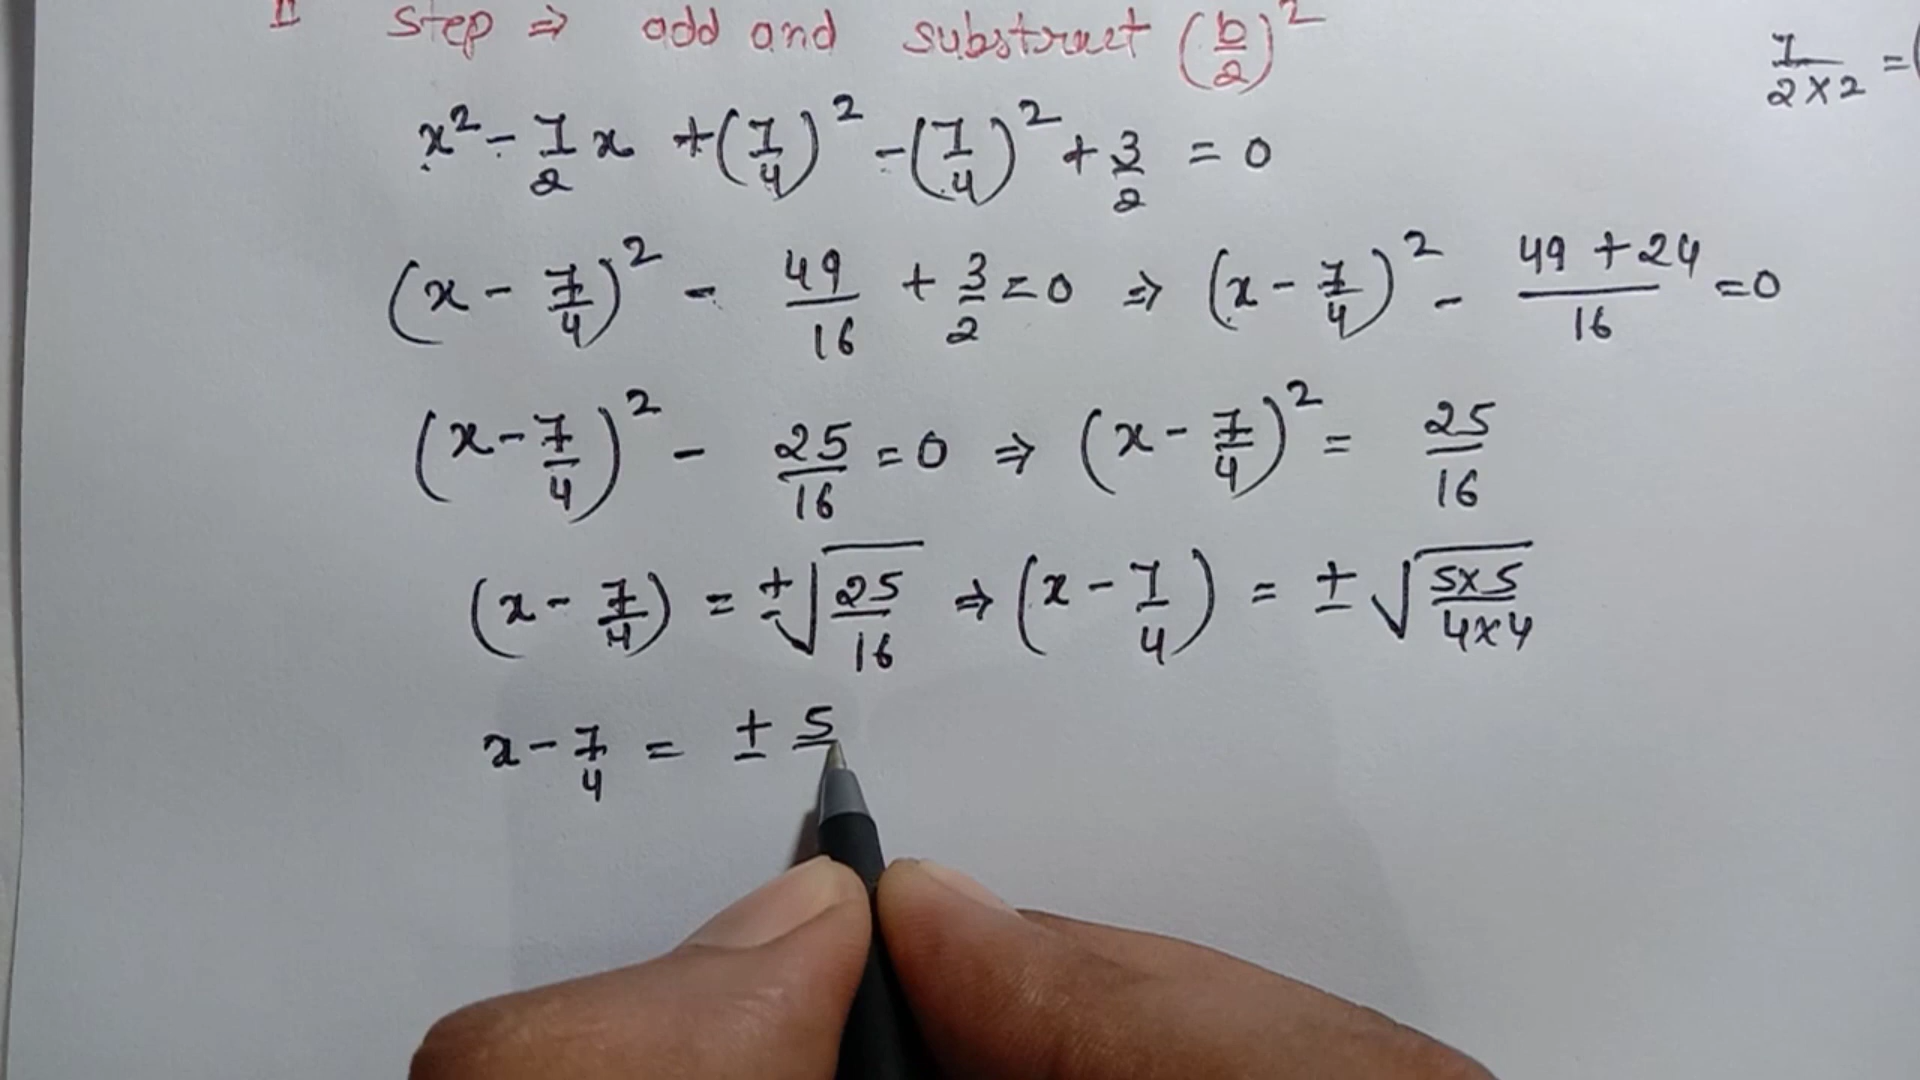 II Step ⇒ add and substruct (b/2)²
7/(2×2) = (
x² - 7/2 x + (7/4)² - (7/4)² + 3/2 = 0
(x - 7/4)² - 49/16 + 3/2 = 0 ⇒ (x - 7/4)² - (49+24)/16 = 0
(x - 7/4)² - 25/16 = 0 ⇒ (x - 7/4)² = 25/16
(x - 7/4) = ±√(25/16) ⇒ (x - 7/4) = ±√((5×5)/(4×4))
x - 7/4 = ± 5